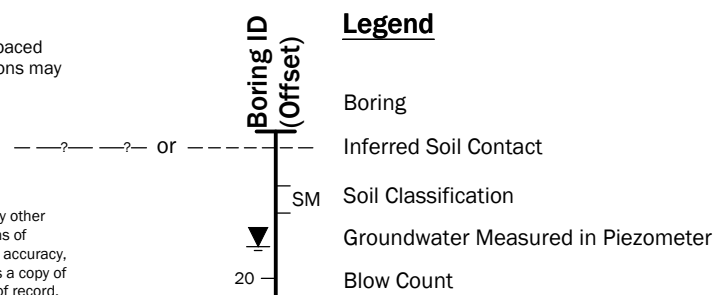 Legend
Boring ID
(Offset)
paced
ons may
Boring
—?— —?— or
Inferred Soil Contact
SM
Soil Classification
y other
s of
accuracy,
s a copy of
of record.
Groundwater Measured in Piezometer
20
Blow Count